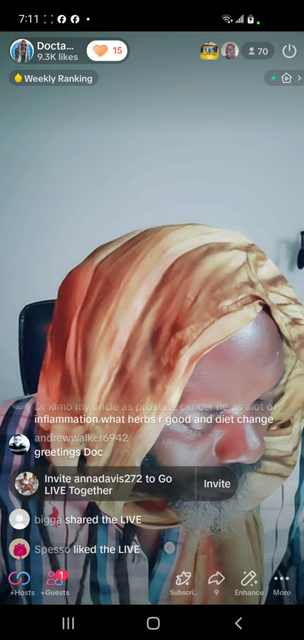 7:11
Docta...
9.3K likes
15
70
Weekly Ranking
Dr kimo my uncle as prostate cancer he as alot of
inflammation what herbs r good and diet change
andrewwalker6942
greetings Doc
Invite annadavis272 to Go
LIVE Together
Invite
bigga shared the LIVE
Spesso liked the LIVE
1
+Hosts
+Guests
Subscri...
9
Enhance
More